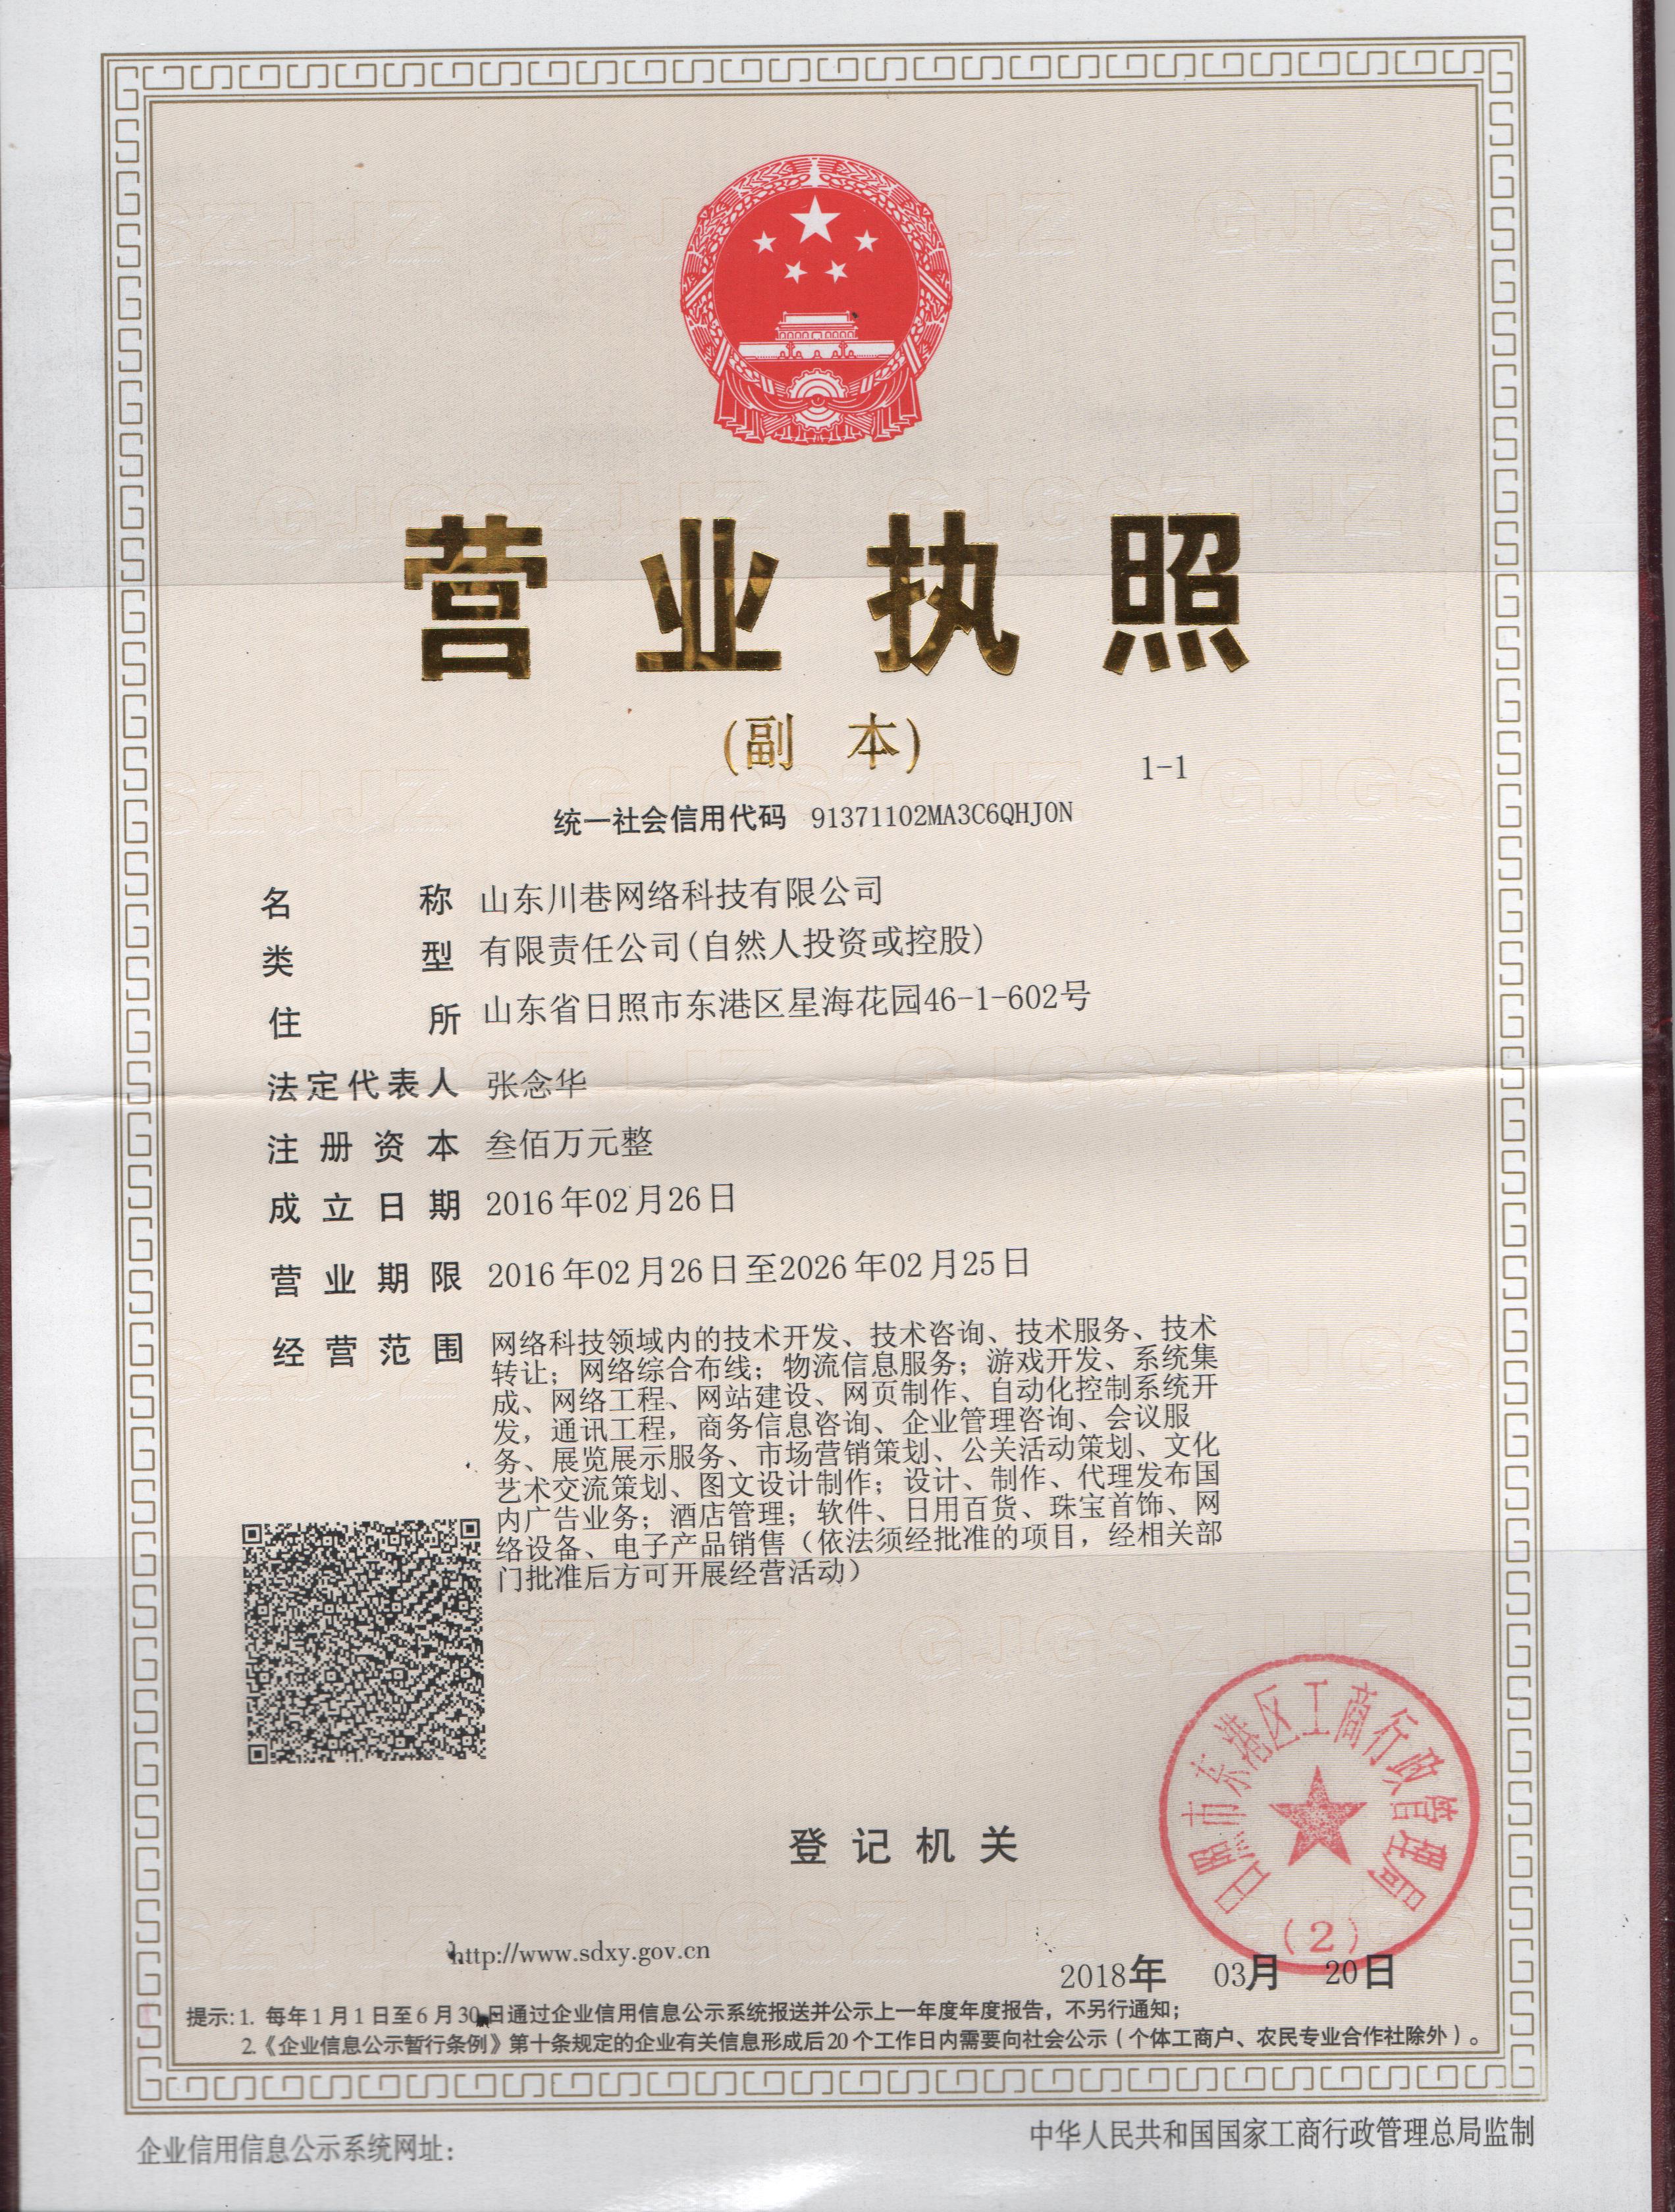 营业执照
(副 本)
1-1
统一社会信用代码 91371102MA3C6QHJ0N
名 称 山东川巷网络科技有限公司
类 型 有限责任公司(自然人投资或控股)
住 所 山东省日照市东港区星海花园46-1-602号
法定代表人 张念华
注册资本 叁佰万元整
成立日期 2016年02月26日
营业期限 2016年02月26日至2026年02月25日
经营范围 网络科技领域内的技术开发、技术咨询、技术服务、技术
转让；网络综合布线；物流信息服务；游戏开发、系统集
成、网络工程、网站建设、网页制作、自动化控制系统开
发，通讯工程，商务信息咨询、企业管理咨询、会议服
务、展览展示服务、市场营销策划、公关活动策划、文化
艺术交流策划、图文设计制作；设计、制作、代理发布国
内广告业务；酒店管理；软件、日用百货、珠宝首饰、网
络设备、电子产品销售（依法须经批准的项目，经相关部
门批准后方可开展经营活动）
日照市东港区工商行政管理局
(2)
登记机关
http://www.sdxy.gov.cn
2018年 03月 20日
提示：1. 每年1月1日至6月30日通过企业信用信息公示系统报送并公示上一年度年度报告，不另行通知；
2.《企业信息公示暂行条例》第十条规定的企业有关信息形成后20个工作日内需要向社会公示（个体工商户、农民专业合作社除外）。
企业信用信息公示系统网址：
中华人民共和国国家工商行政管理总局监制